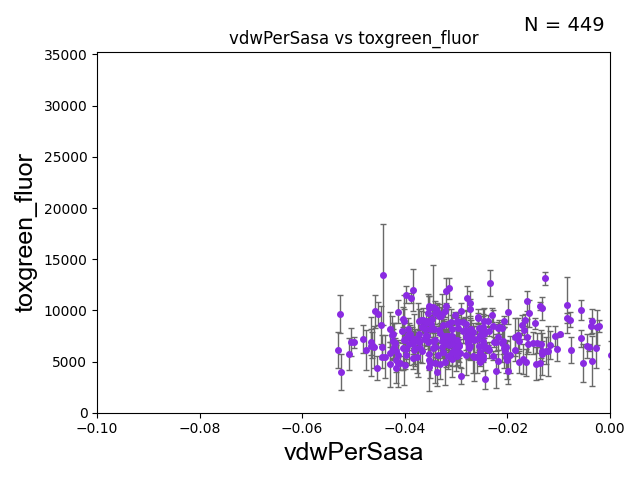 N = 449
vdwPerSasa vs toxgreen_fluor
35000
30000
25000
20000
15000
10000
5000
0
toxgreen_fluor
−0.10 −0.08 −0.06 −0.04 −0.02 0.00
vdwPerSasa